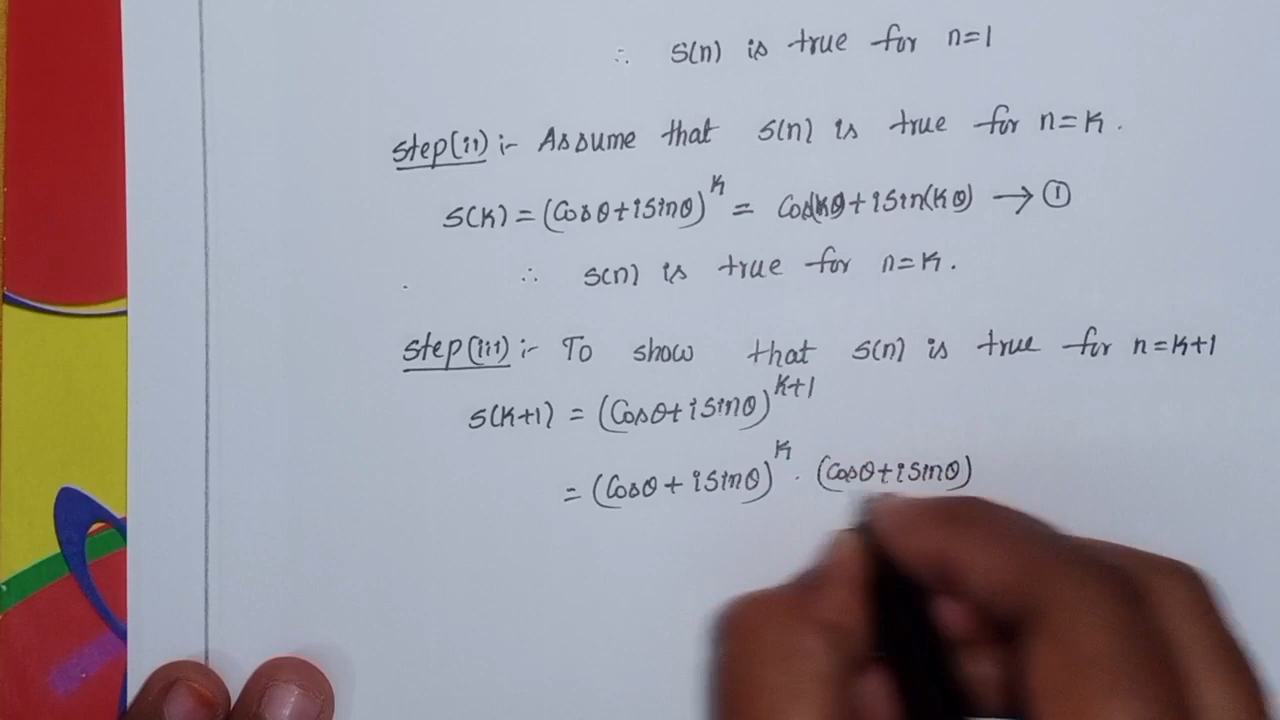 ∴ S(n) is true for n=1
step(ii) :- Assume that S(n) is true for n=K.
S(K) = (Cosθ+isinθ)^K = Cos(Kθ)+isin(Kθ) → ①
∴ S(n) is true for n=K.
step(iii) :- To show that S(n) is true for n=K+1
S(K+1) = (Cosθ+isinθ)^K+1
= (Cosθ+isinθ)^K . (Cosθ+isinθ)